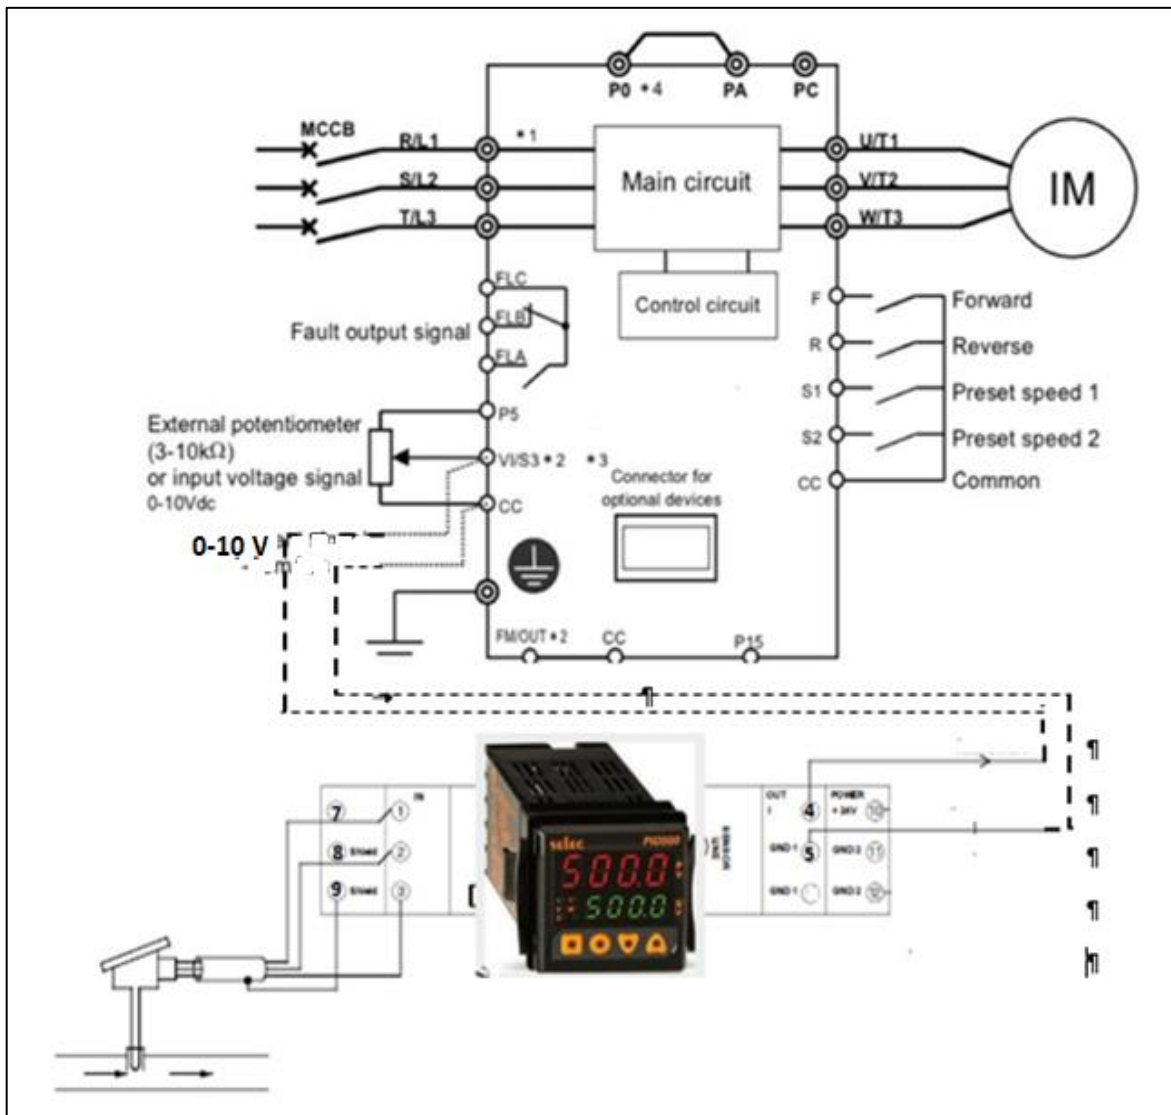 P0 *4 PA PC
MCCB
R/L1 *1 U/T1
S/L2 Main circuit V/T2 IM
T/L3 W/T3
FLC
Control circuit F Forward
Fault output signal FLB
FLA R Reverse
S1 Preset speed 1
P5
External potentiometer
(3-10kΩ)
or input voltage signal
0-10Vdc
S2 Preset speed 2
VI/S3 *2 *3
Connector for
optional devices
CC Common
CC
0-10 V
FM/OUT *2 CC P15
¶
¶
¶
¶
¶
¶
IN
7 1
8 Shield 2
9 Shield 3
selec PID500
500.0
500.0
OUT POWER
I 4 +24V 10
GND 1 5 GND 2 11
GND 1 GND 2 12